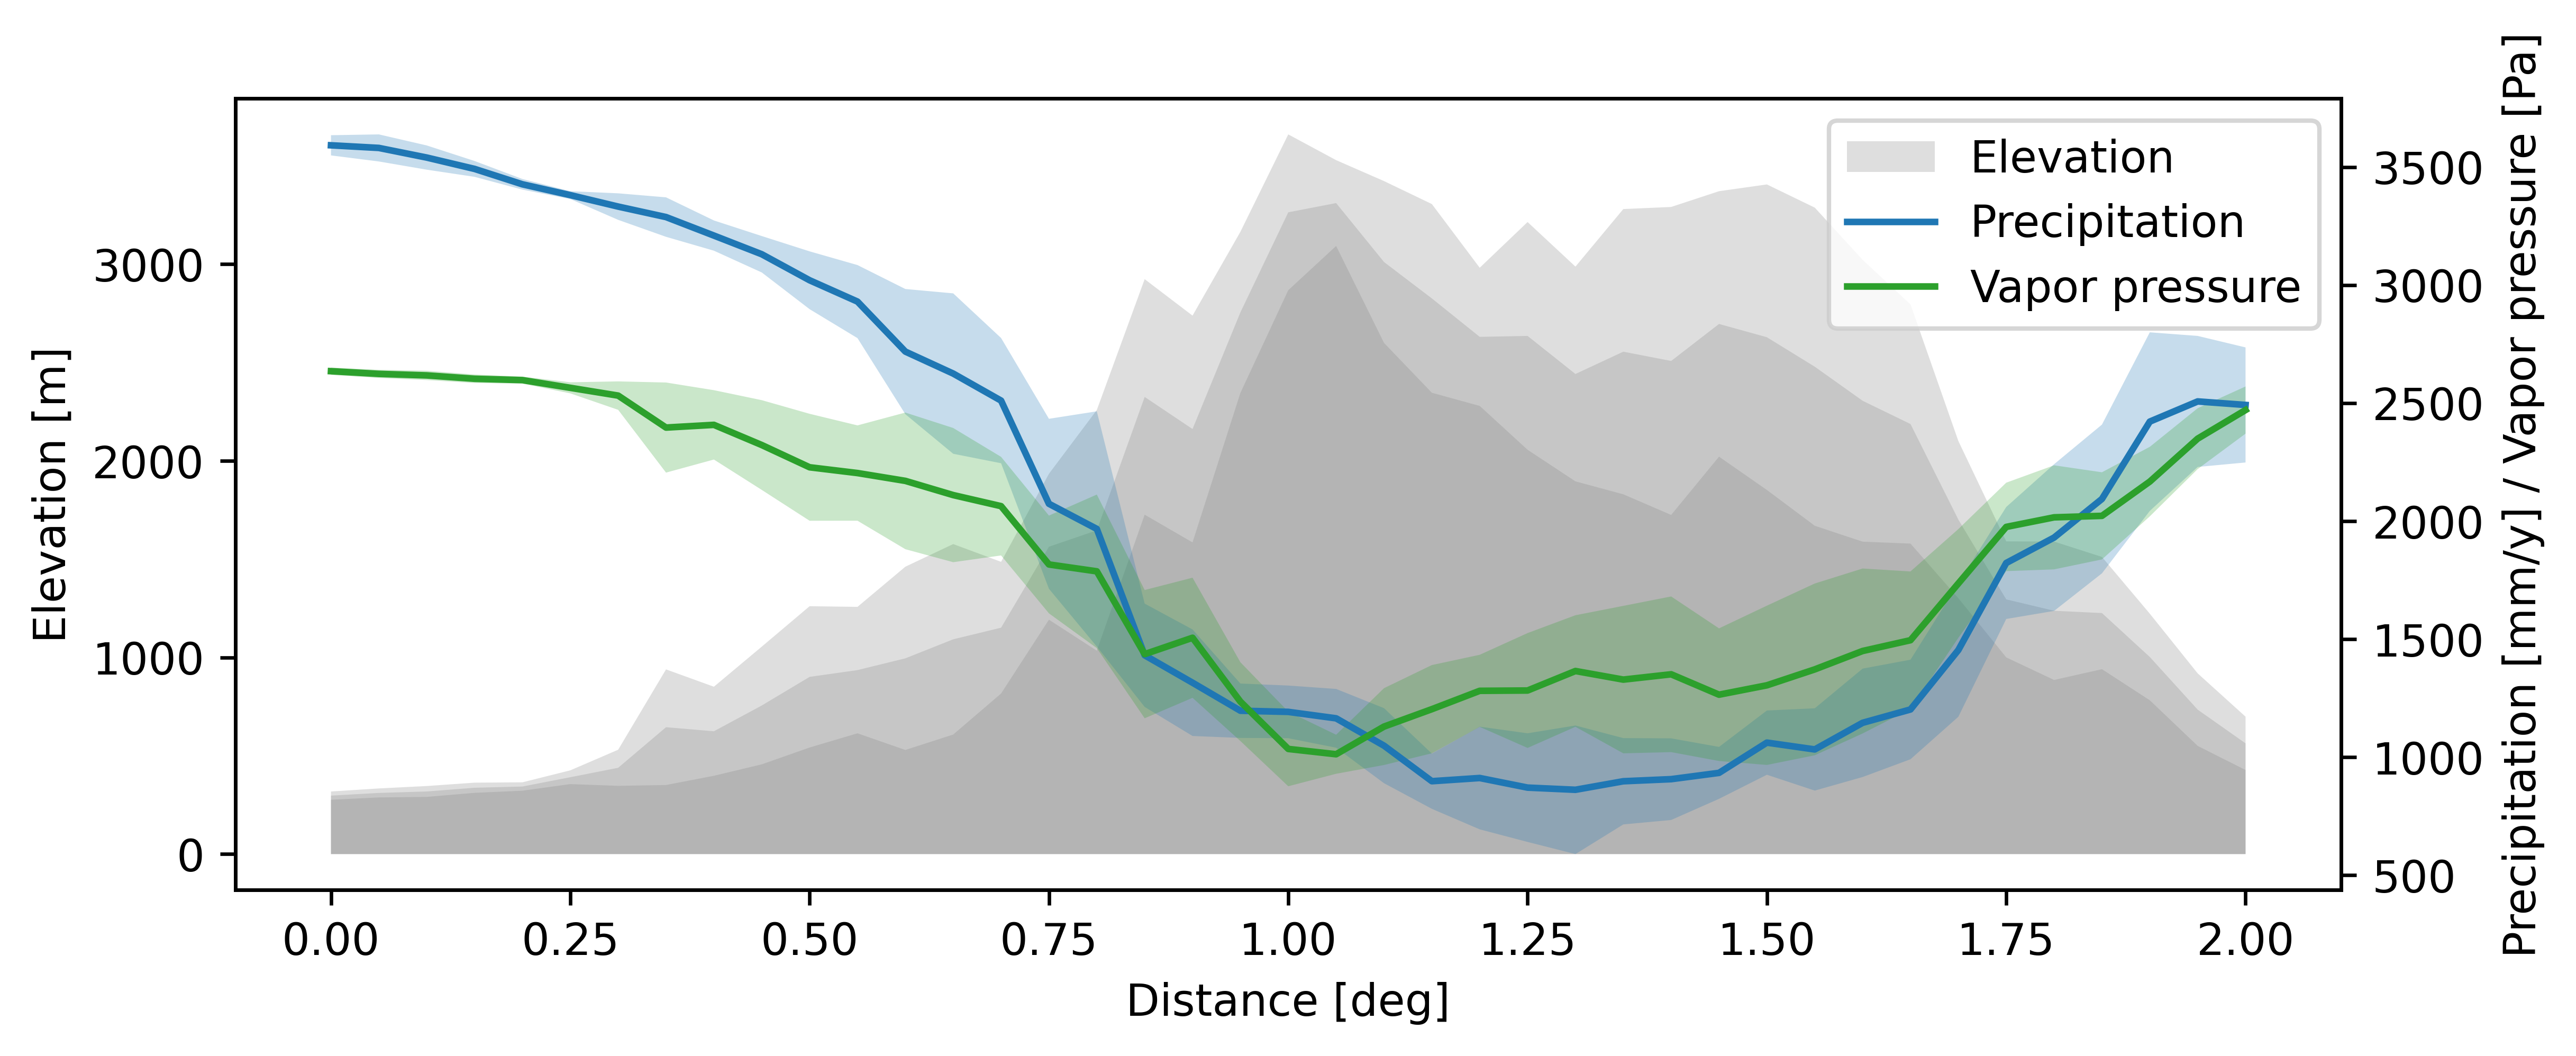 Elevation
Precipitation
Vapor pressure
Elevation [m]
3000
2000
1000
0
3500
3000
2500
2000
1500
1000
500
Precipitation [mm/y] / Vapor pressure [Pa]
0.00 0.25 0.50 0.75 1.00 1.25 1.50 1.75 2.00
Distance [deg]